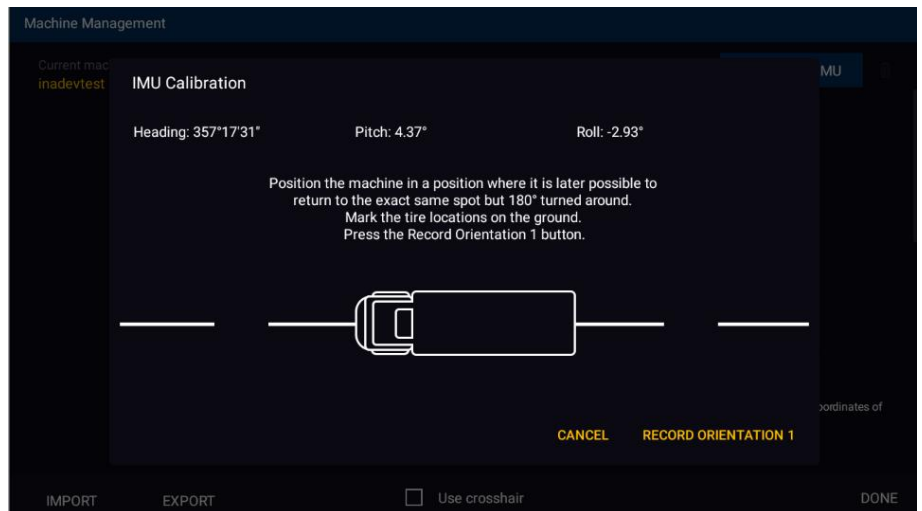 Machine Management
Current mac
inadevtest
MU
IMU Calibration
Heading: 357°17'31"
Pitch: 4.37°
Roll: -2.93°
Position the machine in a position where it is later possible to
return to the exact same spot but 180° turned around.
Mark the tire locations on the ground.
Press the Record Orientation 1 button.
oordinates of
CANCEL
RECORD ORIENTATION 1
IMPORT
EXPORT
Use crosshair
DONE